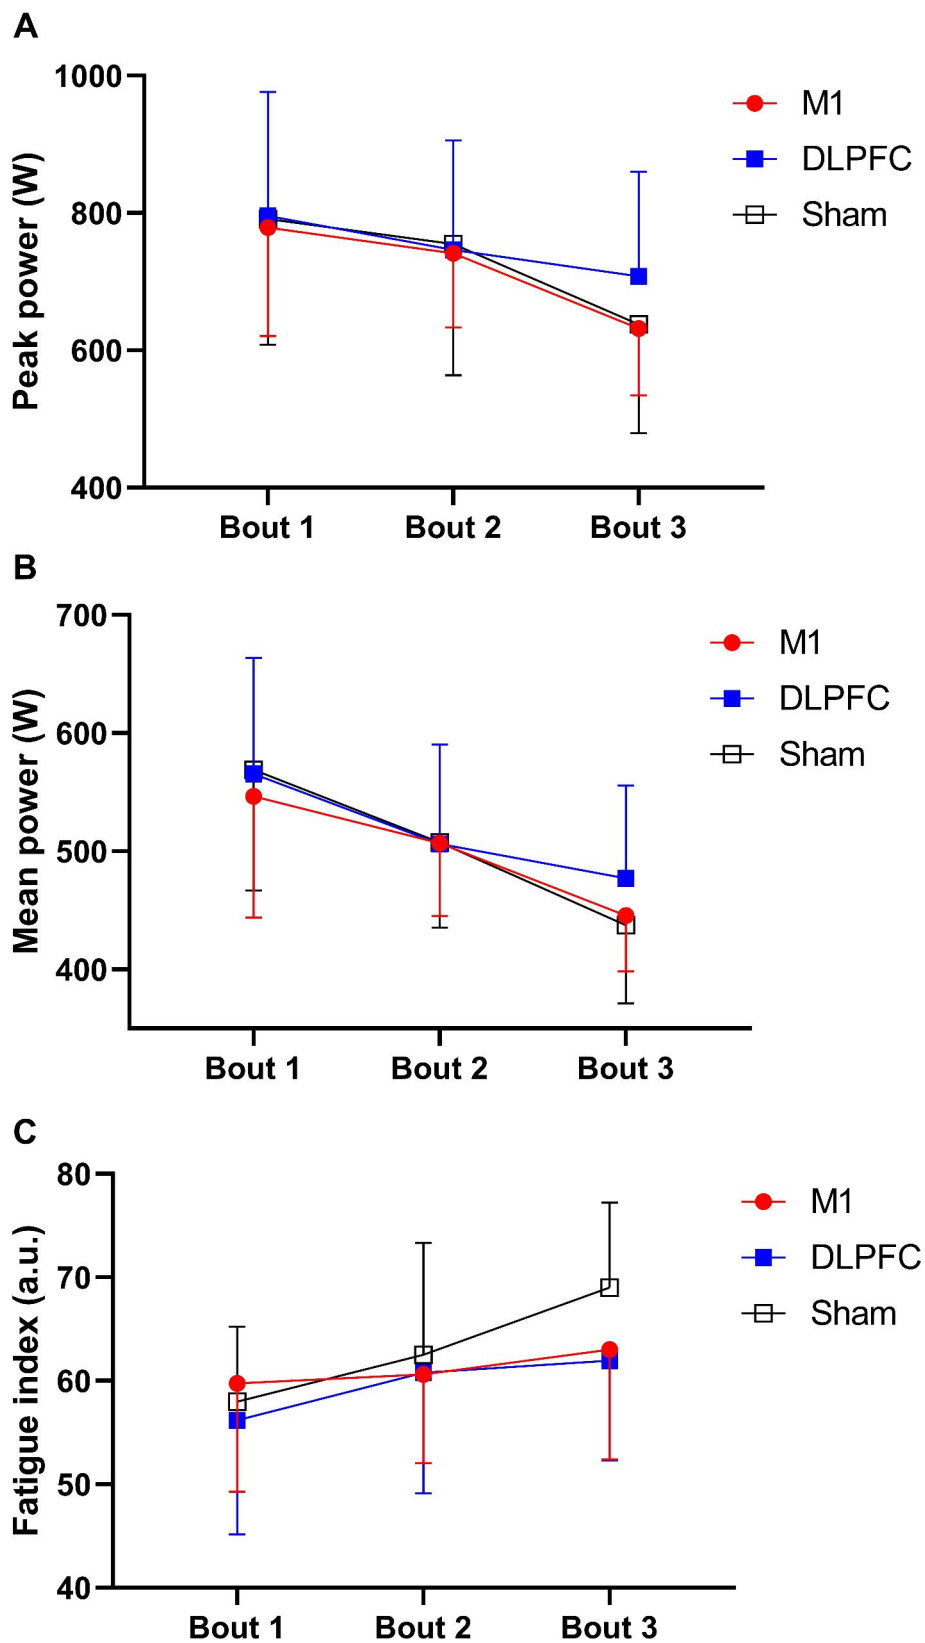 A
Peak power (W)
1000
800
600
400
Bout 1 Bout 2 Bout 3
M1
DLPFC
Sham
B
Mean power (W)
700
600
500
400
Bout 1 Bout 2 Bout 3
M1
DLPFC
Sham
C
Fatigue index (a.u.)
80
70
60
50
40
Bout 1 Bout 2 Bout 3
M1
DLPFC
Sham